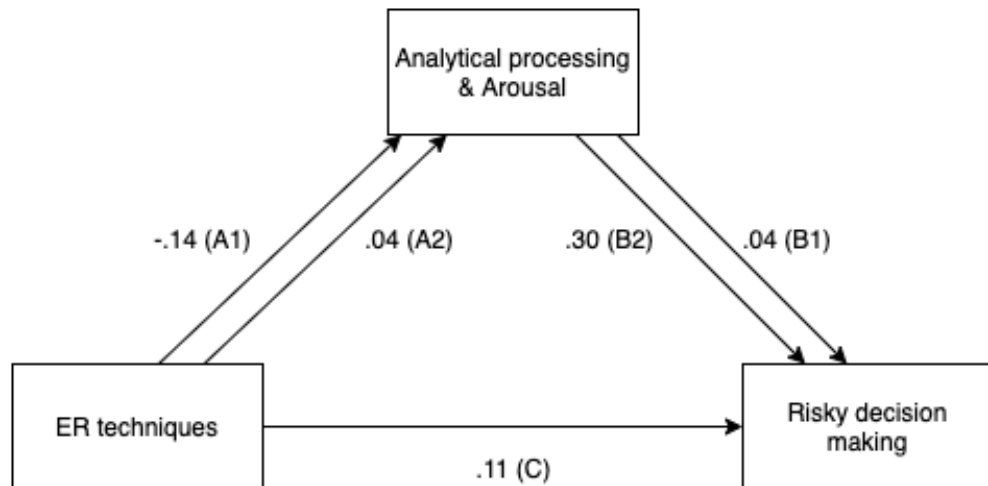 Analytical processing
& Arousal
-.14 (A1)
.04 (A2)
.30 (B2)
.04 (B1)
ER techniques
Risky decision
making
.11 (C)